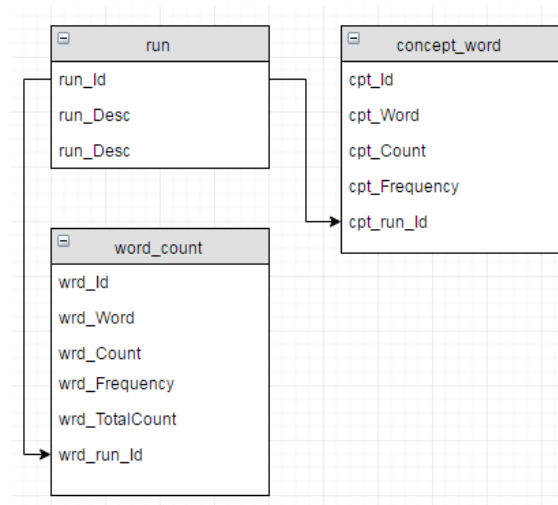 run
run_Id
run_Desc
run_Desc
concept_word
cpt_Id
cpt_Word
cpt_Count
cpt_Frequency
cpt_run_Id
word_count
wrd_Id
wrd_Word
wrd_Count
wrd_Frequency
wrd_TotalCount
wrd_run_Id